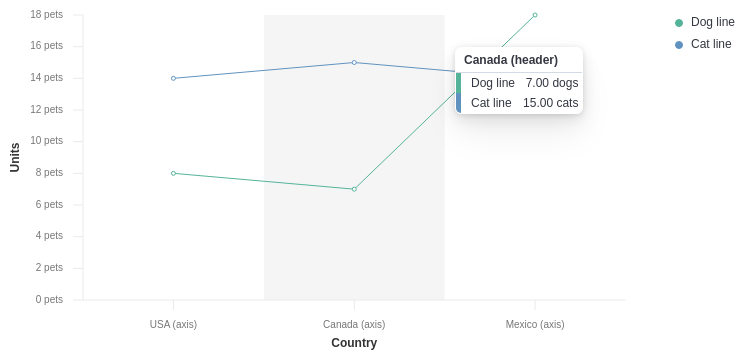 18 pets
16 pets
14 pets
12 pets
10 pets
8 pets
6 pets
4 pets
2 pets
0 pets
Units
USA (axis)
Canada (axis)
Mexico (axis)
Country
Canada (header)
Dog line 7.00 dogs
Cat line 15.00 cats
Dog line
Cat line